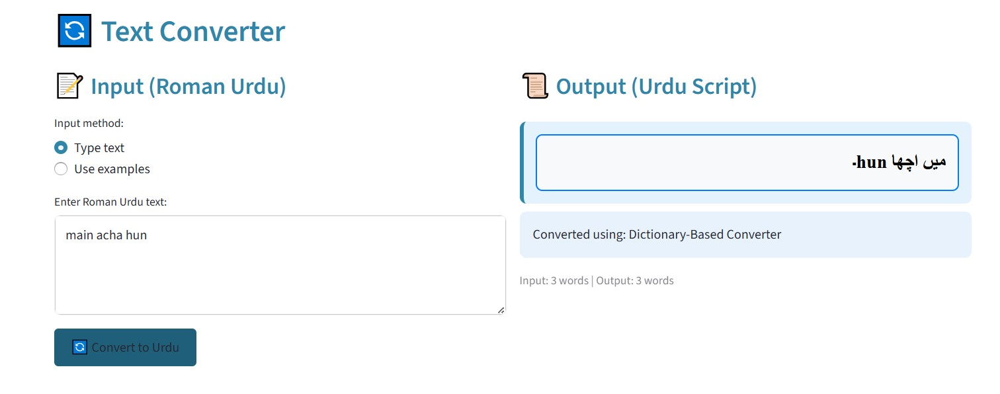 Text Converter
Input (Roman Urdu)
Input method:
Type text
Use examples
Enter Roman Urdu text:
main acha hun
Convert to Urdu
Output (Urdu Script)
میں اچھا hun۔
Converted using: Dictionary-Based Converter
Input: 3 words | Output: 3 words